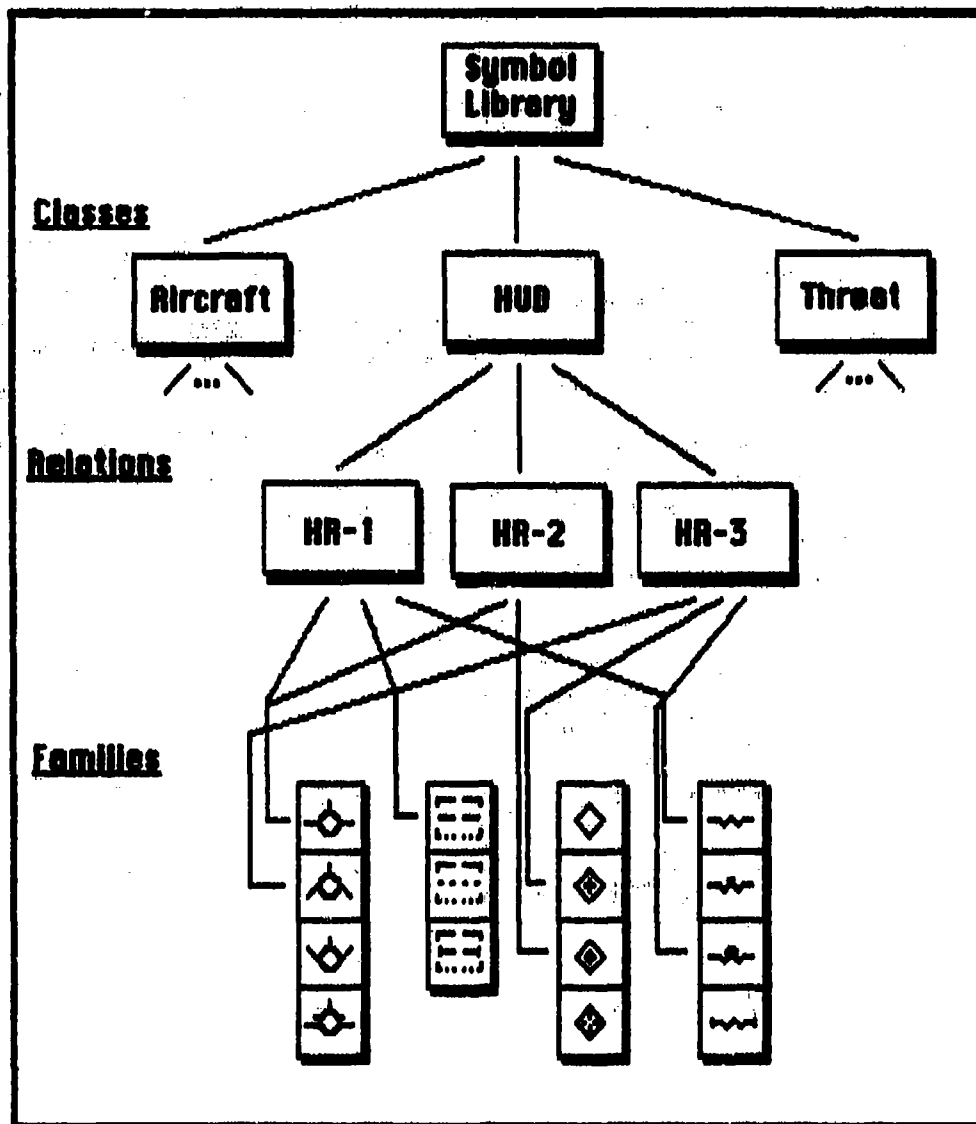 Symbol
Library
Classes
Aircraft
HUD
Threat
...
...
Relations
HR-1
HR-2
HR-3
Families